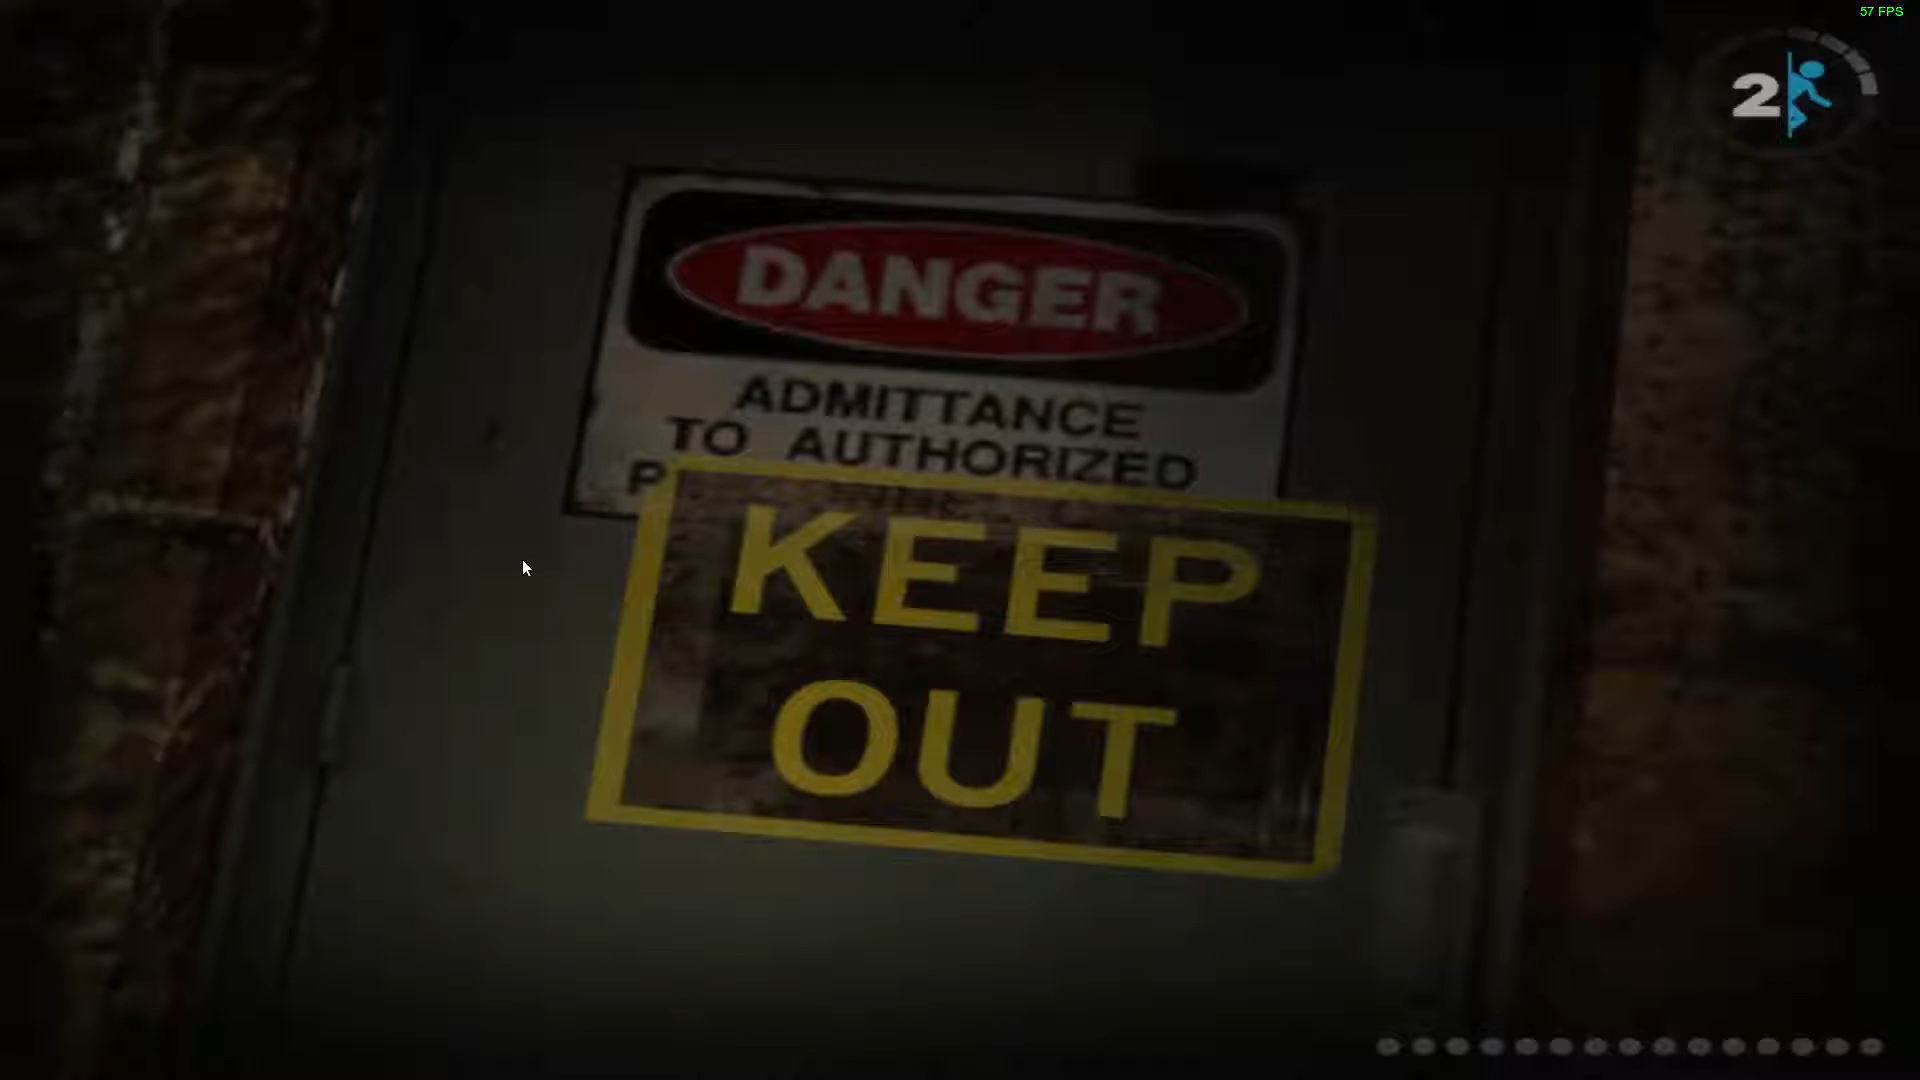 57 FPS
2
DANGER
ADMITTANCE
TO AUTHORIZED
P
KEEP
OUT